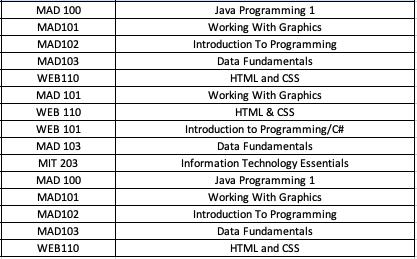 MAD 100 Java Programming 1
MAD101 Working With Graphics
MAD102 Introduction To Programming
MAD103 Data Fundamentals
WEB110 HTML and CSS
MAD 101 Working With Graphics
WEB 110 HTML & CSS
WEB 101 Introduction to Programming/C#
MAD 103 Data Fundamentals
MIT 203 Information Technology Essentials
MAD 100 Java Programming 1
MAD101 Working With Graphics
MAD102 Introduction To Programming
MAD103 Data Fundamentals
WEB110 HTML and CSS